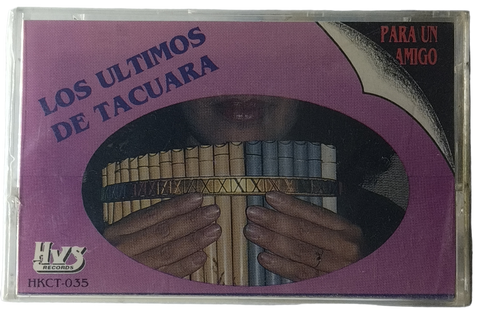 LOS ULTIMOS
DE TACUARA
PARA UN
AMIGO
HVS
RECORDS
HKCT-035